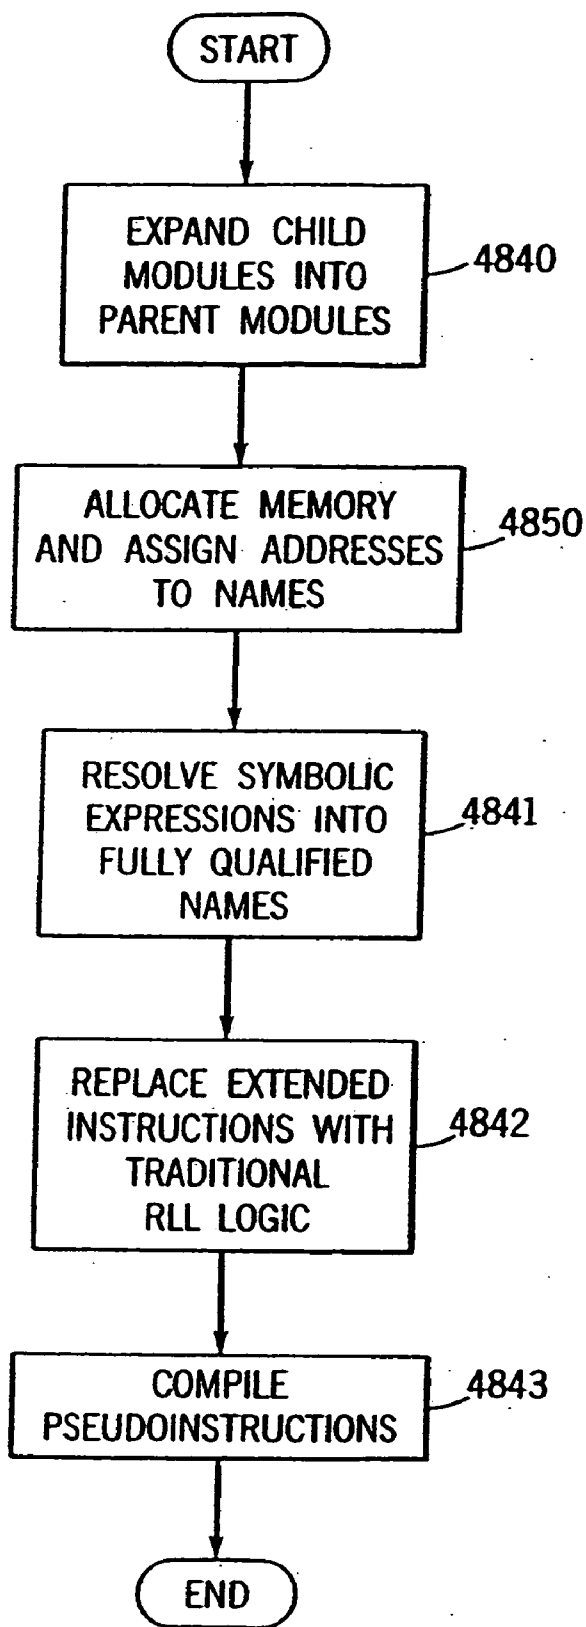 START
EXPAND CHILD
MODULES INTO
PARENT MODULES
4840
ALLOCATE MEMORY
AND ASSIGN ADDRESSES
TO NAMES
4850
RESOLVE SYMBOLIC
EXPRESSIONS INTO
FULLY QUALIFIED
NAMES
4841
REPLACE EXTENDED
INSTRUCTIONS WITH
TRADITIONAL
RLL LOGIC
4842
COMPILE
PSEUDOINSTRUCTIONS
4843
END